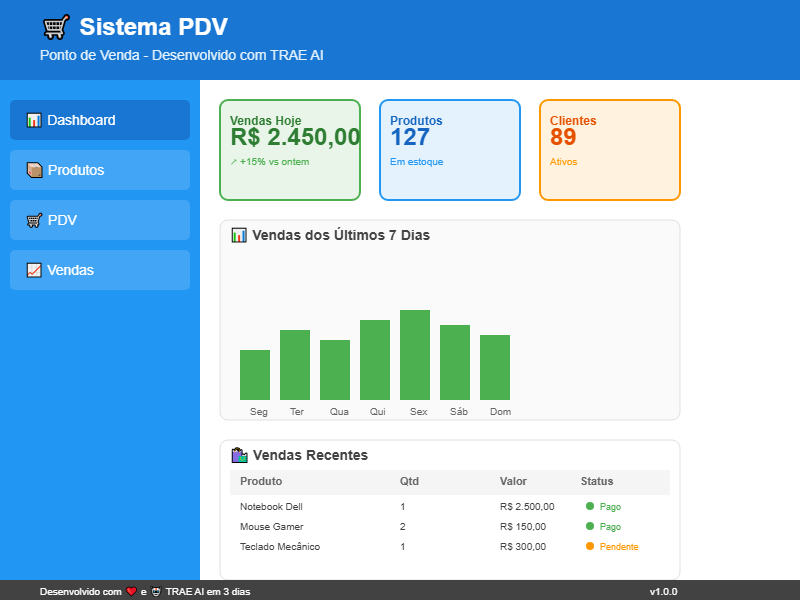 🛒 Sistema PDV
Ponto de Venda - Desenvolvido com TRAE AI
📊 Dashboard
📦 Produtos
🛒 PDV
📈 Vendas
Vendas Hoje
R$ 2.450,00
↗ +15% vs ontem
Produtos
127
Em estoque
Clientes
89
Ativos
📊 Vendas dos Últimos 7 Dias
Seg Ter Qua Qui Sex Sáb Dom
🛍️ Vendas Recentes
Produto Qtd Valor Status
Notebook Dell 1 R$ 2.500,00 Pago
Mouse Gamer 2 R$ 150,00 Pago
Teclado Mecânico 1 R$ 300,00 Pendente
Desenvolvido com ❤️ e 🤖 TRAE AI em 3 dias v1.0.0